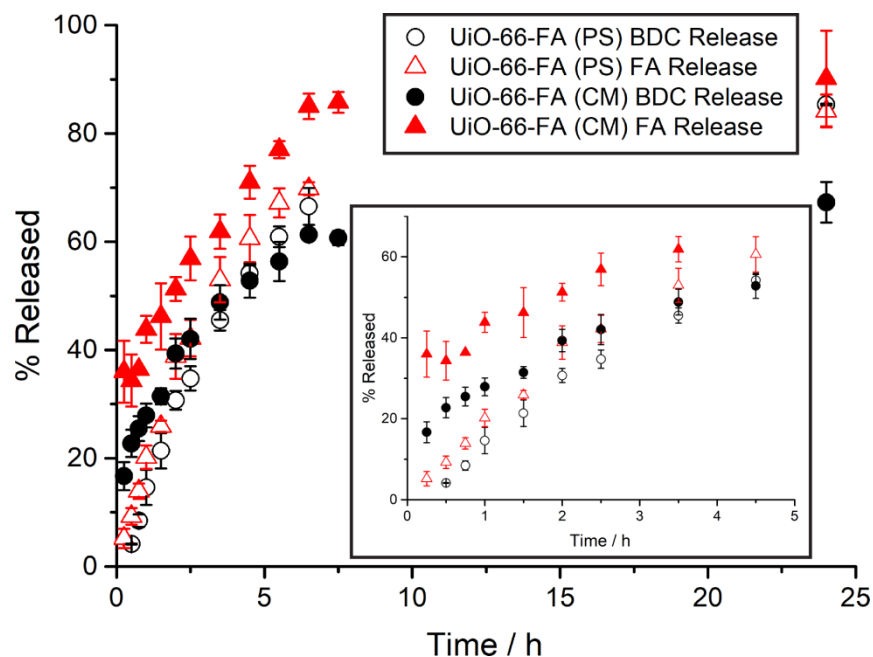 UiO-66-FA (PS) BDC Release
UiO-66-FA (PS) FA Release
UiO-66-FA (CM) BDC Release
UiO-66-FA (CM) FA Release
% Released
100
80
60
40
20
0
0 5 10 15 20 25
Time / h
% Released
60
40
20
0
0 1 2 3 4 5
Time / h